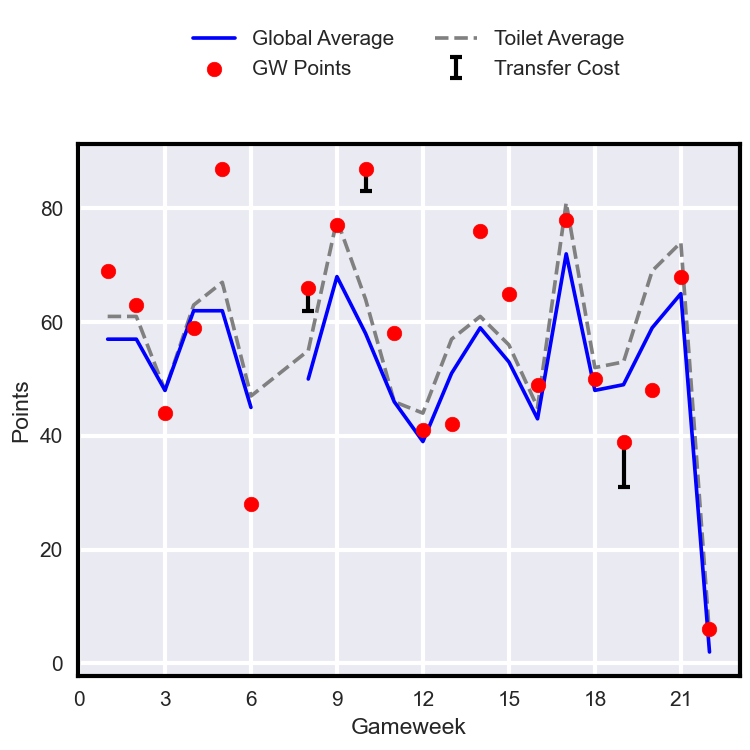 Global Average
Toilet Average
GW Points
Transfer Cost
80
60
40
20
0
Points
0 3 6 9 12 15 18 21
Gameweek